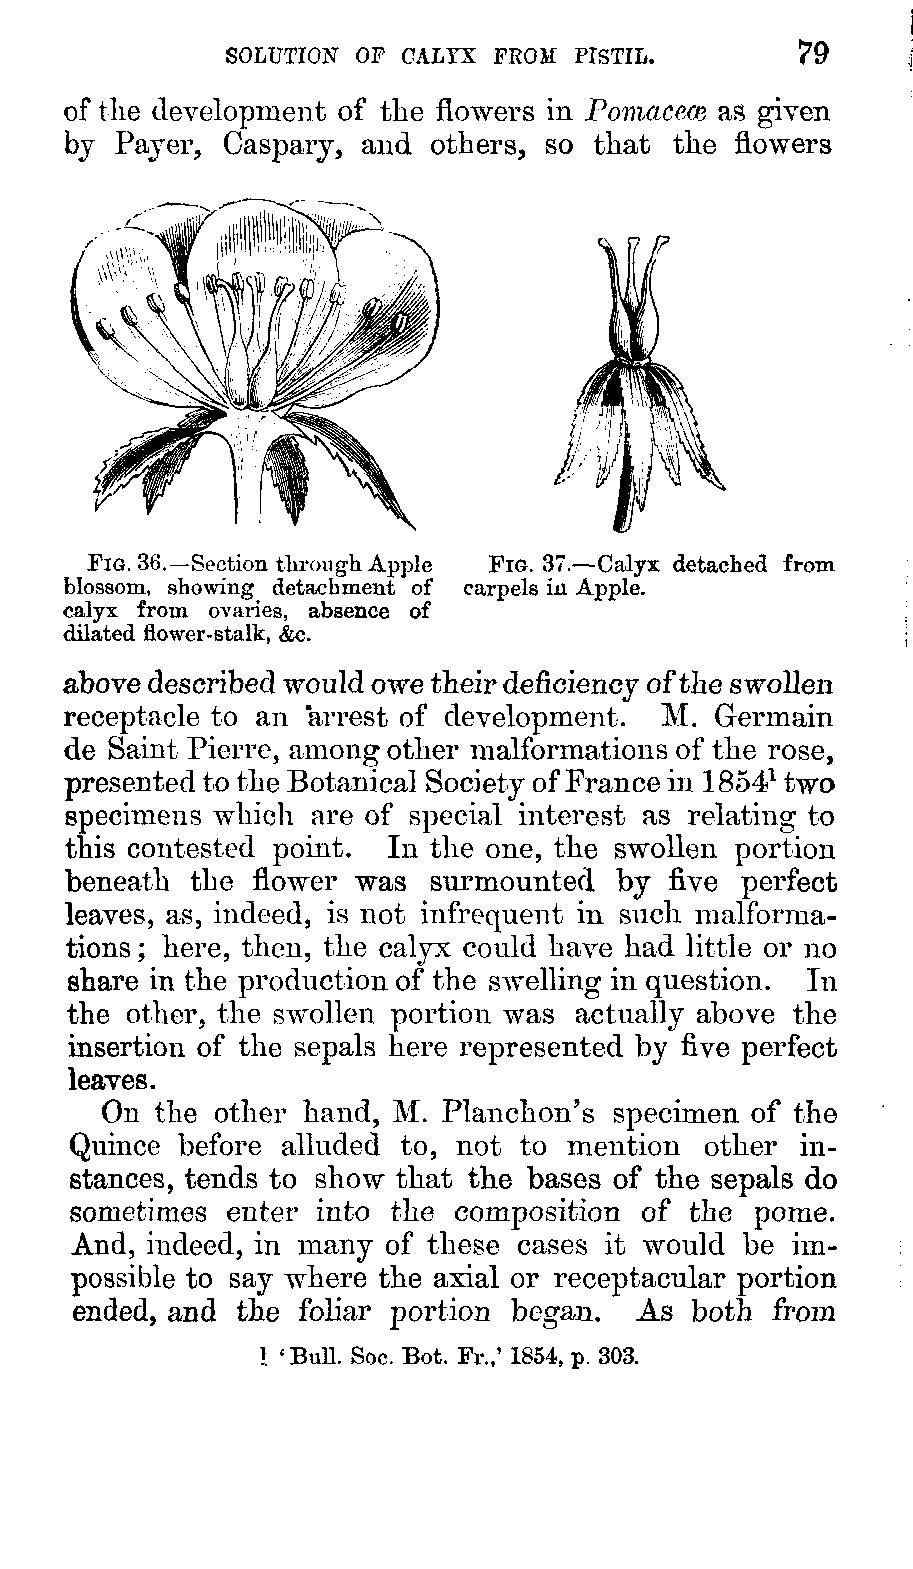 SOLUTION OF CALYX FROM PISTIL. 79
of the development of the flowers in Pomaceæ as given
by Payer, Caspary, and others, so that the flowers
FIG. 36.—Section through Apple
blossom, showing detachment of
calyx from ovaries, absence of
dilated flower-stalk, &c.
FIG. 37.—Calyx detached from
carpels in Apple.
above described would owe their deficiency of the swollen
receptacle to an arrest of development. M. Germain
de Saint Pierre, among other malformations of the rose,
presented to the Botanical Society of France in 1854¹ two
specimens which are of special interest as relating to
this contested point. In the one, the swollen portion
beneath the flower was surmounted by five perfect
leaves, as, indeed, is not infrequent in such malforma-
tions; here, then, the calyx could have had little or no
share in the production of the swelling in question. In
the other, the swollen portion was actually above the
insertion of the sepals here represented by five perfect
leaves.
On the other hand, M. Planchon's specimen of the
Quince before alluded to, not to mention other in-
stances, tends to show that the bases of the sepals do
sometimes enter into the composition of the pome.
And, indeed, in many of these cases it would be im-
possible to say where the axial or receptacular portion
ended, and the foliar portion began. As both from
1 'Bull. Soc. Bot. Fr.,' 1854, p. 303.